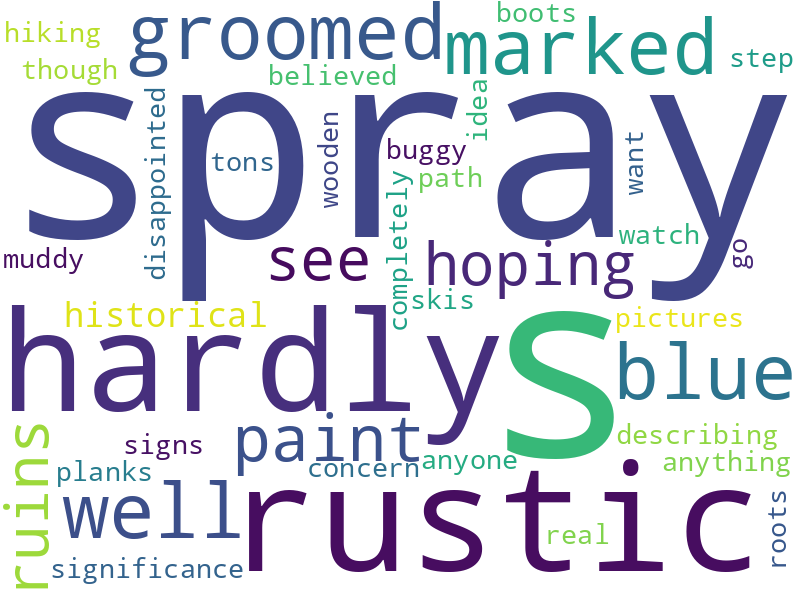 hiking
though
groomed
believed
boots
marked
step
spray
disappointed
tons
wooden
buggy
path
idea
completely
want
watch
go
muddy
see
hoping
skis
historical
pictures
hardly
s
blue
ruins
signs
paint
planks
concern
anyone
describing
anything
well
rustic
real
roots
significance